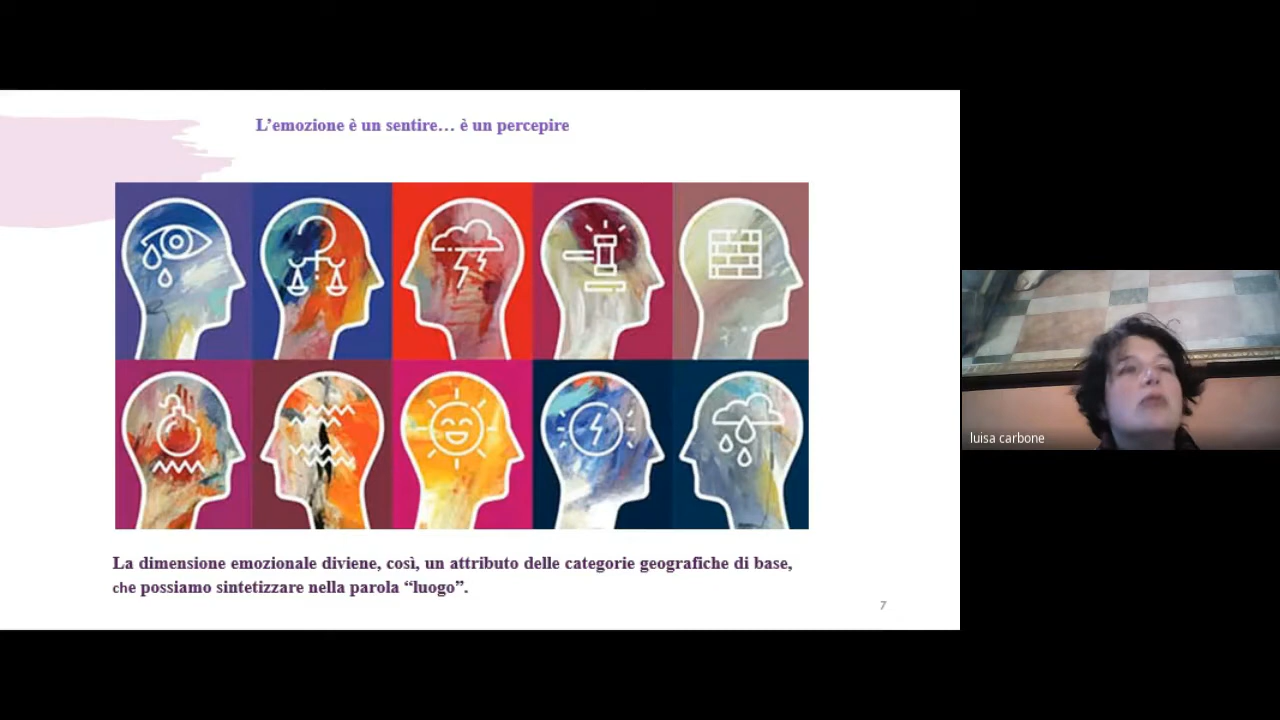 L’emozione è un sentire… è un percepire
La dimensione emozionale diviene, così, un attributo delle categorie geografiche di base,
che possiamo sintetizzare nella parola “luogo”.
7
luisa carbone